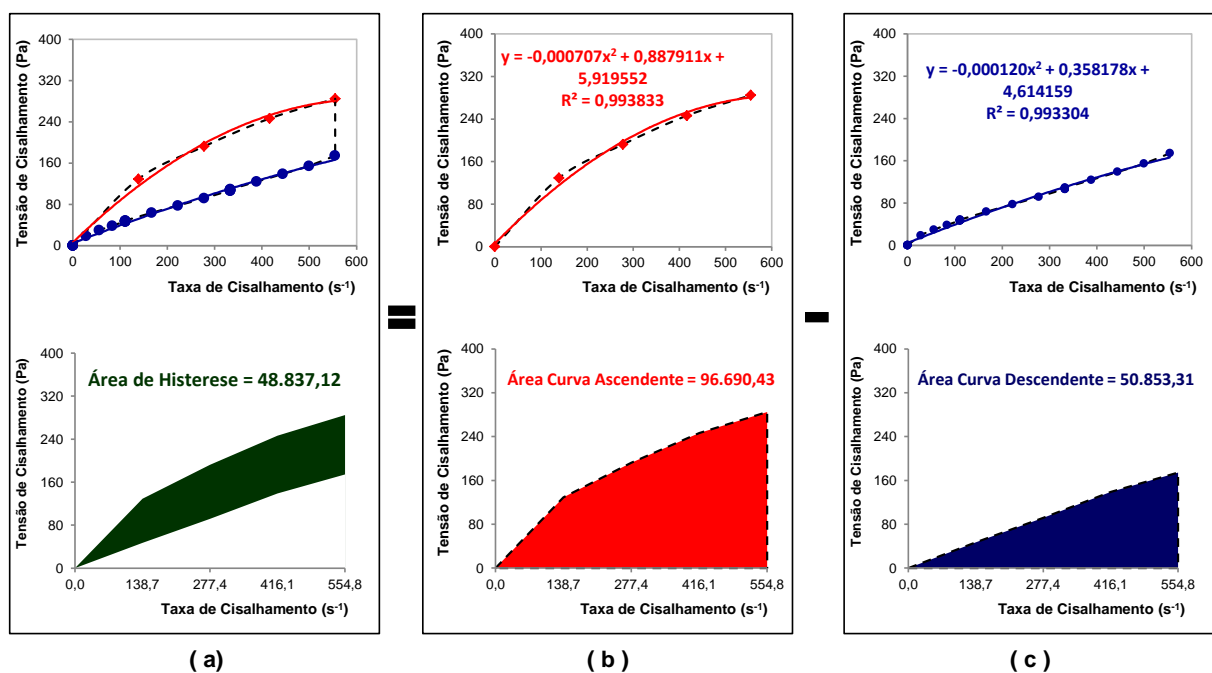 Tensão de Cisalhamento (Pa)
400
320
240
160
80
0
0 100 200 300 400 500 600
Taxa de Cisalhamento (s-1)
Tensão de Cisalhamento (Pa)
400
320
240
160
80
0
Área de Histerese = 48.837,12
0,0 138,7 277,4 416,1 554,8
Taxa de Cisalhamento (s-1)
( a)
=
Tensão de Cisalhamento (Pa)
400
320
240
160
80
0
y = -0,000707x² + 0,887911x +
5,919552
R² = 0,993833
0 100 200 300 400 500 600
Taxa de Cisalhamento (s-1)
Tensão de Cisalhamento (Pa)
400
320
240
160
80
0
Área Curva Ascendente = 96.690,43
0,0 138,7 277,4 416,1 554,8
Taxa de Cisalhamento (s-1)
( b )
-
Tensão de Cisalhamento (Pa)
400
320
240
160
80
0
y = -0,000120x² + 0,358178x +
4,614159
R² = 0,993304
0 100 200 300 400 500 600
Taxa de Cisalhamento (s-1)
Tensão de Cisalhamento (Pa)
400
320
240
160
80
0
Área Curva Descendente = 50.853,31
0,0 138,7 277,4 416,1 554,8
Taxa de Cisalhamento (s-1)
( c )